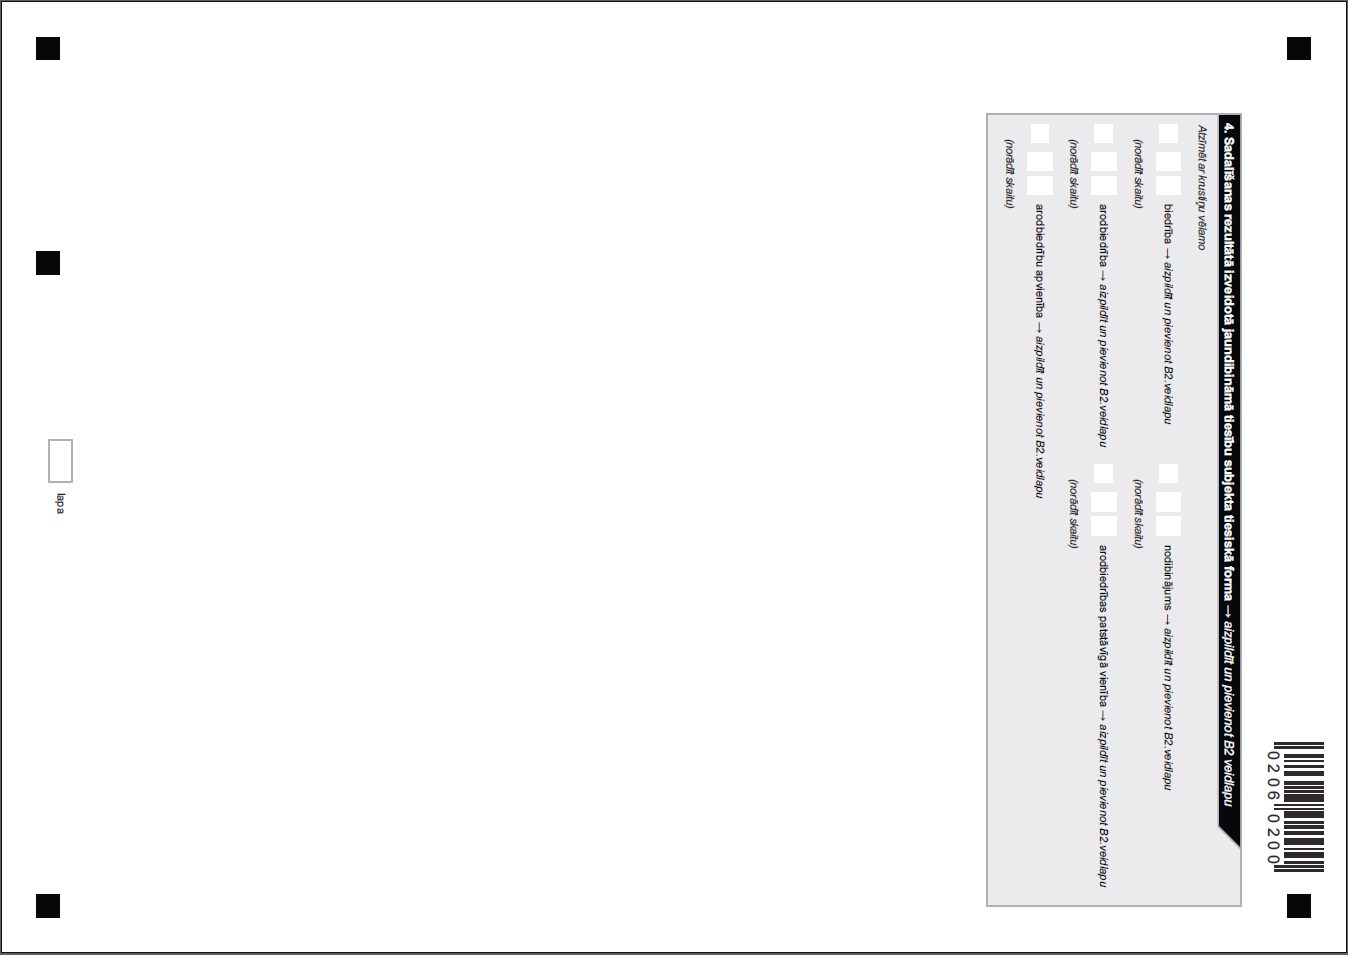 0206 0200
4. Sadalīšanas rezultātā izveidotā jaundibināmā tiesību subjekta tiesiskā forma → aizpildīt un pievienot B2 veidlapu
Atzīmēt ar krustiņu vēlamo
biedrība → aizpildīt un pievienot B2.veidlapu
(norādīt skaitu)
nodibinājums → aizpildīt un pievienot B2.veidlapu
(norādīt skaitu)
arodbiedrība → aizpildīt un pievienot B2.veidlapu
(norādīt skaitu)
arodbiedrības patstāvīgā vienība → aizpildīt un pievienot B2.veidlapu
(norādīt skaitu)
arodbiedrību apvienība → aizpildīt un pievienot B2.veidlapu
(norādīt skaitu)
lapa